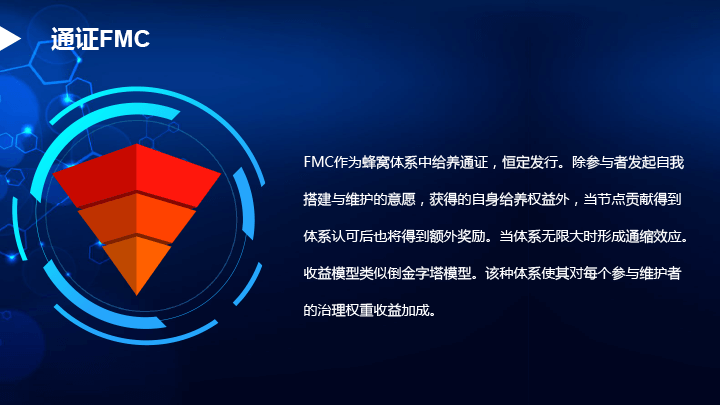 通证FMC
FMC作为蜂窝体系中给养通证，恒定发行。除参与者发起自我
搭建与维护的意愿，获得的自身给养权益外，当节点贡献得到
体系认可后也将得到额外奖励。当体系无限大时形成通缩效应。
收益模型类似倒金字塔模型。该种体系使其对每个参与维护者
的治理权重收益加成。